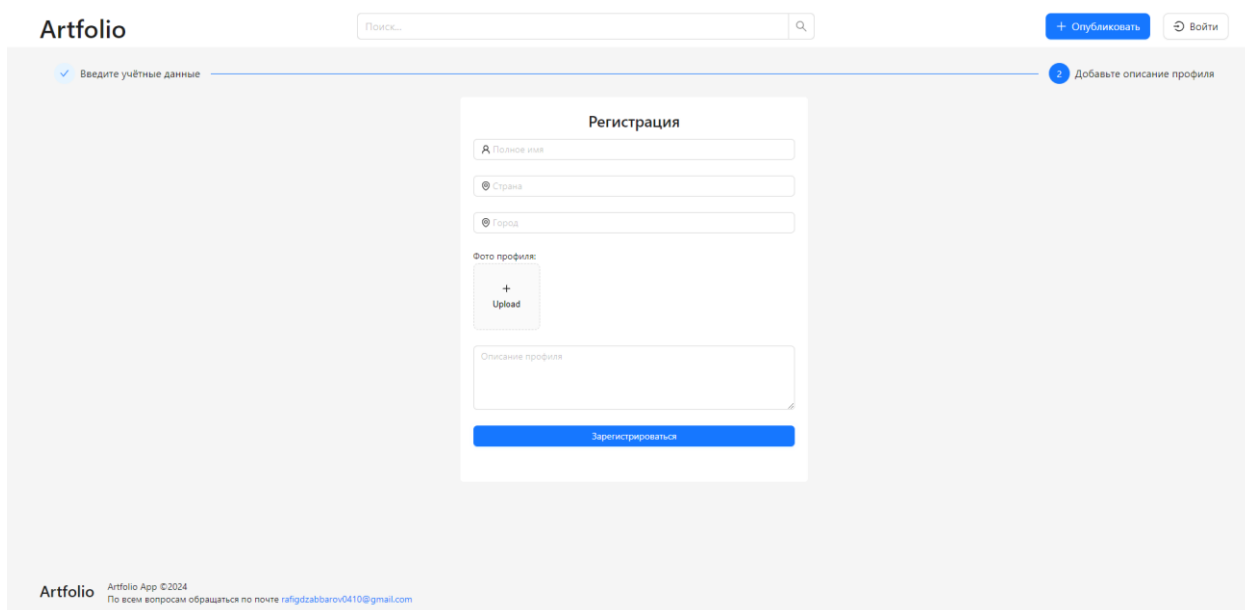 Artfolio
Поиск...
+ Опубликовать
Войти
Введите учётные данные
2 Добавьте описание профиля
Регистрация
Полное имя
Страна
Город
Фото профиля:
+
Upload
Описание профиля
Зарегистрироваться
Artfolio
Artfolio App ©2024
По всем вопросам обращаться по почте rafigdzabbarov0410@gmail.com